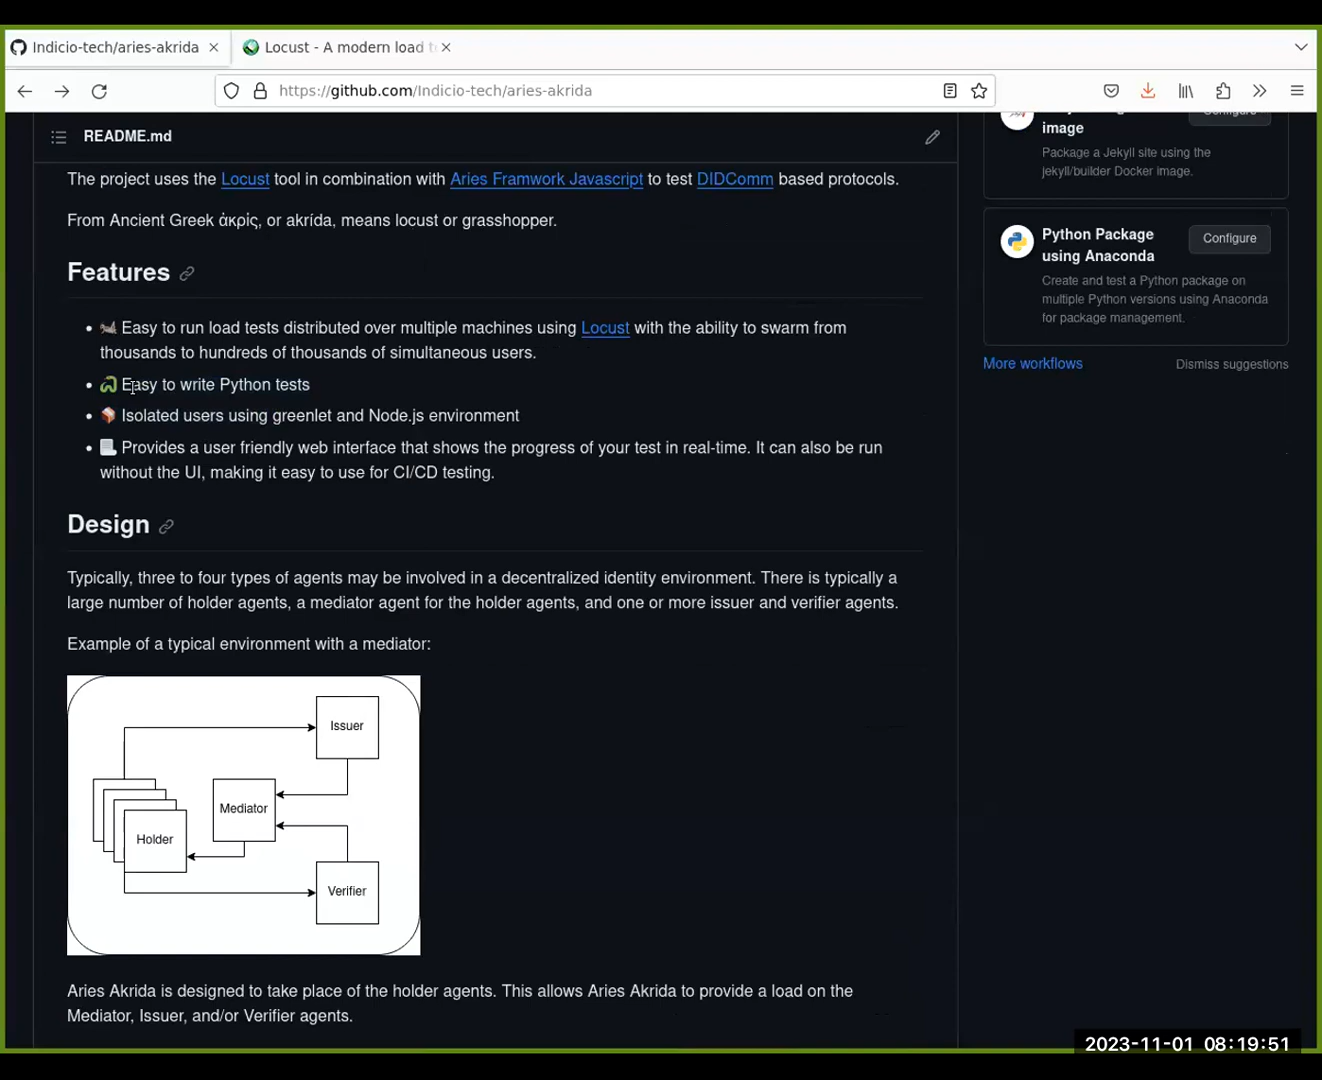 Indicio-tech/aries-akrida
Locust - A modern load t
https://github.com/Indicio-tech/aries-akrida
README.md
The project uses the Locust tool in combination with Aries Framwork Javascript to test DIDComm based protocols.
From Ancient Greek ἀκρίς, or akrída, means locust or grasshopper.
Features
Easy to run load tests distributed over multiple machines using Locust with the ability to swarm from
thousands to hundreds of thousands of simultaneous users.
Easy to write Python tests
Isolated users using greenlet and Node.js environment
Provides a user friendly web interface that shows the progress of your test in real-time. It can also be run
without the UI, making it easy to use for CI/CD testing.
Design
Typically, three to four types of agents may be involved in a decentralized identity environment. There is typically a
large number of holder agents, a mediator agent for the holder agents, and one or more issuer and verifier agents.
Example of a typical environment with a mediator:
Issuer
Mediator
Holder
Verifier
Aries Akrida is designed to take place of the holder agents. This allows Aries Akrida to provide a load on the
Mediator, Issuer, and/or Verifier agents.
image
Package a Jekyll site using the
jekyll/builder Docker image.
Python Package
using Anaconda
Configure
Create and test a Python package on
multiple Python versions using Anaconda
for package management.
More workflows
Dismiss suggestions
2023-11-01 08:19:51